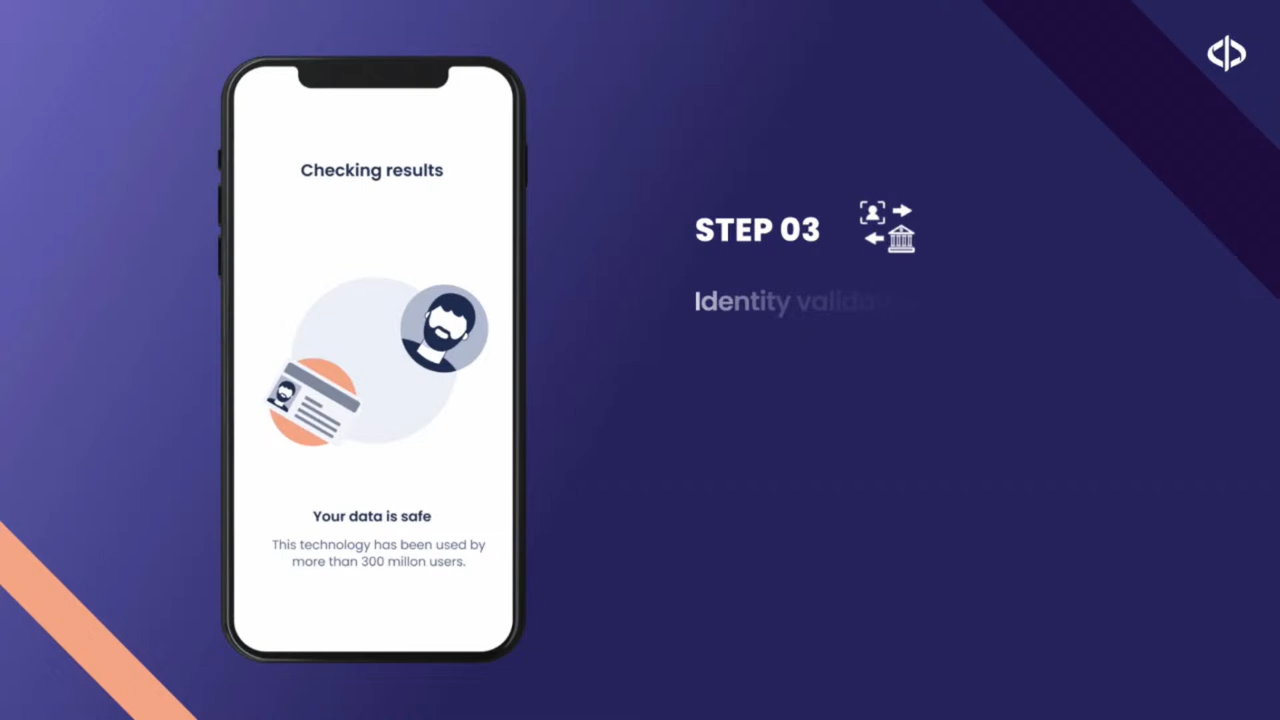 Checking results
STEP 03
Identity
Your data is safe
This technology has been used by
more than 300 millon users.